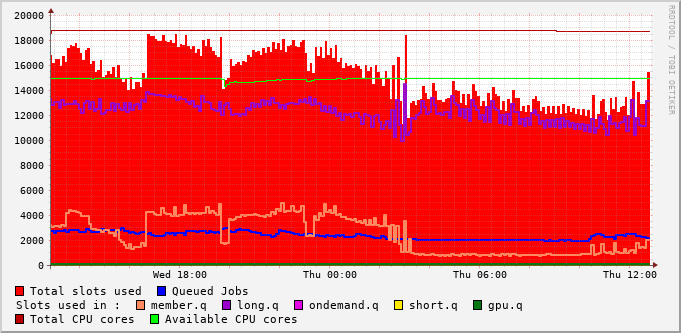 20000
18000
16000
14000
12000
10000
8000
6000
4000
2000
0
Wed 18:00 Thu 00:00 Thu 06:00 Thu 12:00
RRDTOOL / TOBI OETIKER
Total slots used Queued Jobs
Slots used in : member.q long.q ondemand.q short.q gpu.q
Total CPU cores Available CPU cores